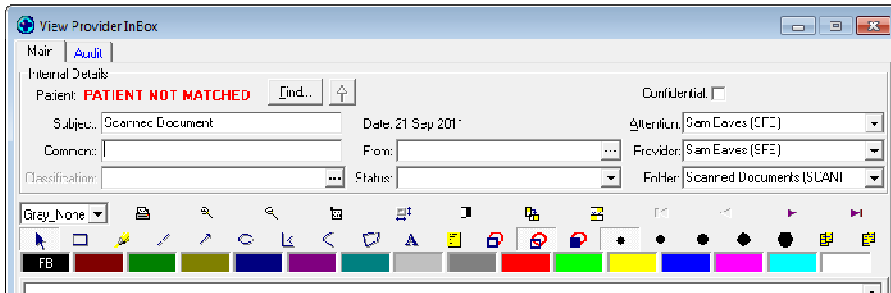 View Provider InBox
Main Audit
Internal Details
Patient: PATIENT NOT MATCHED Find... Confidential:
Subject: Scanned Document Date: 21 Sep 2011 Attention: Sam Eaves (SFE)
Comment: From: ... Provider: Sam Eaves (SFE)
Classification: ... Status: Folder: Scanned Documents (SCANI
Gray_None
A
FB